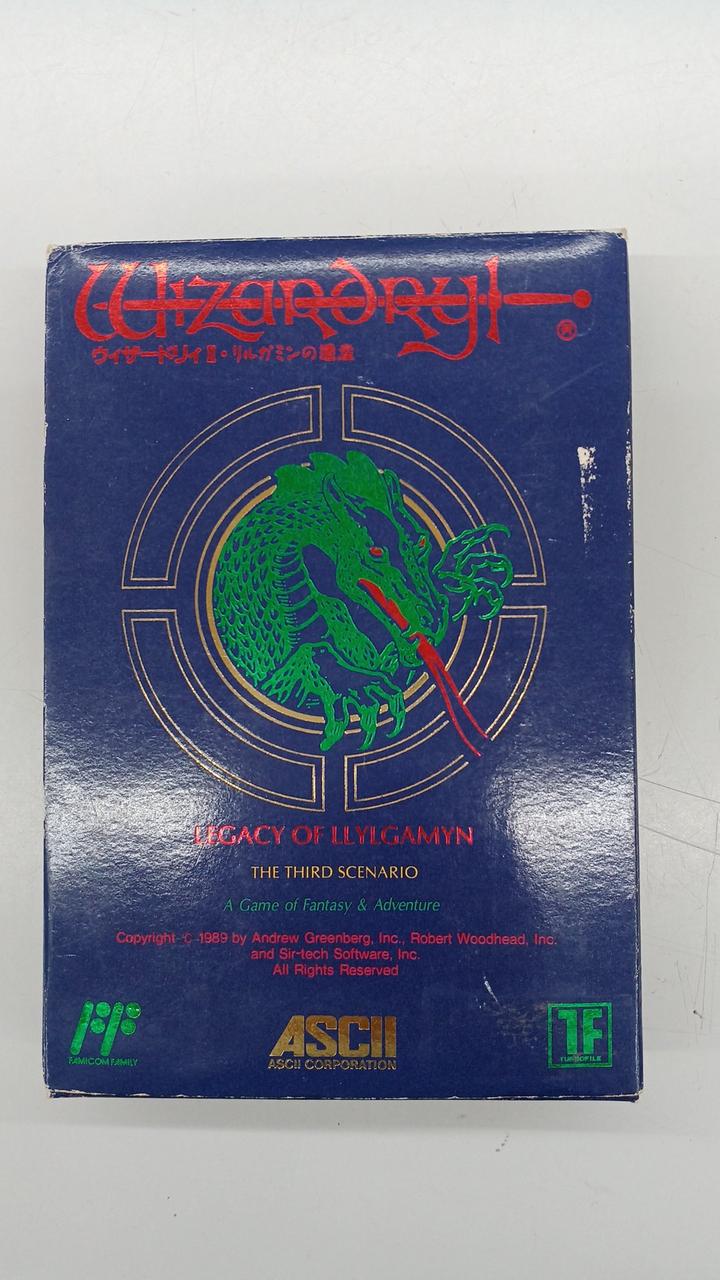 Wizardry
®
ウィザードリィII・リルガミンの遺産
LEGACY OF LLYLGAMYN
THE THIRD SCENARIO
A Game of Fantasy & Adventure
Copyright © 1989 by Andrew Greenberg, Inc., Robert Woodhead, Inc.
and Sir-tech Software, Inc.
All Rights Reserved
FF
FAMICOM FAMILY
ASCII
ASCII CORPORATION
TF
TURBOFILE